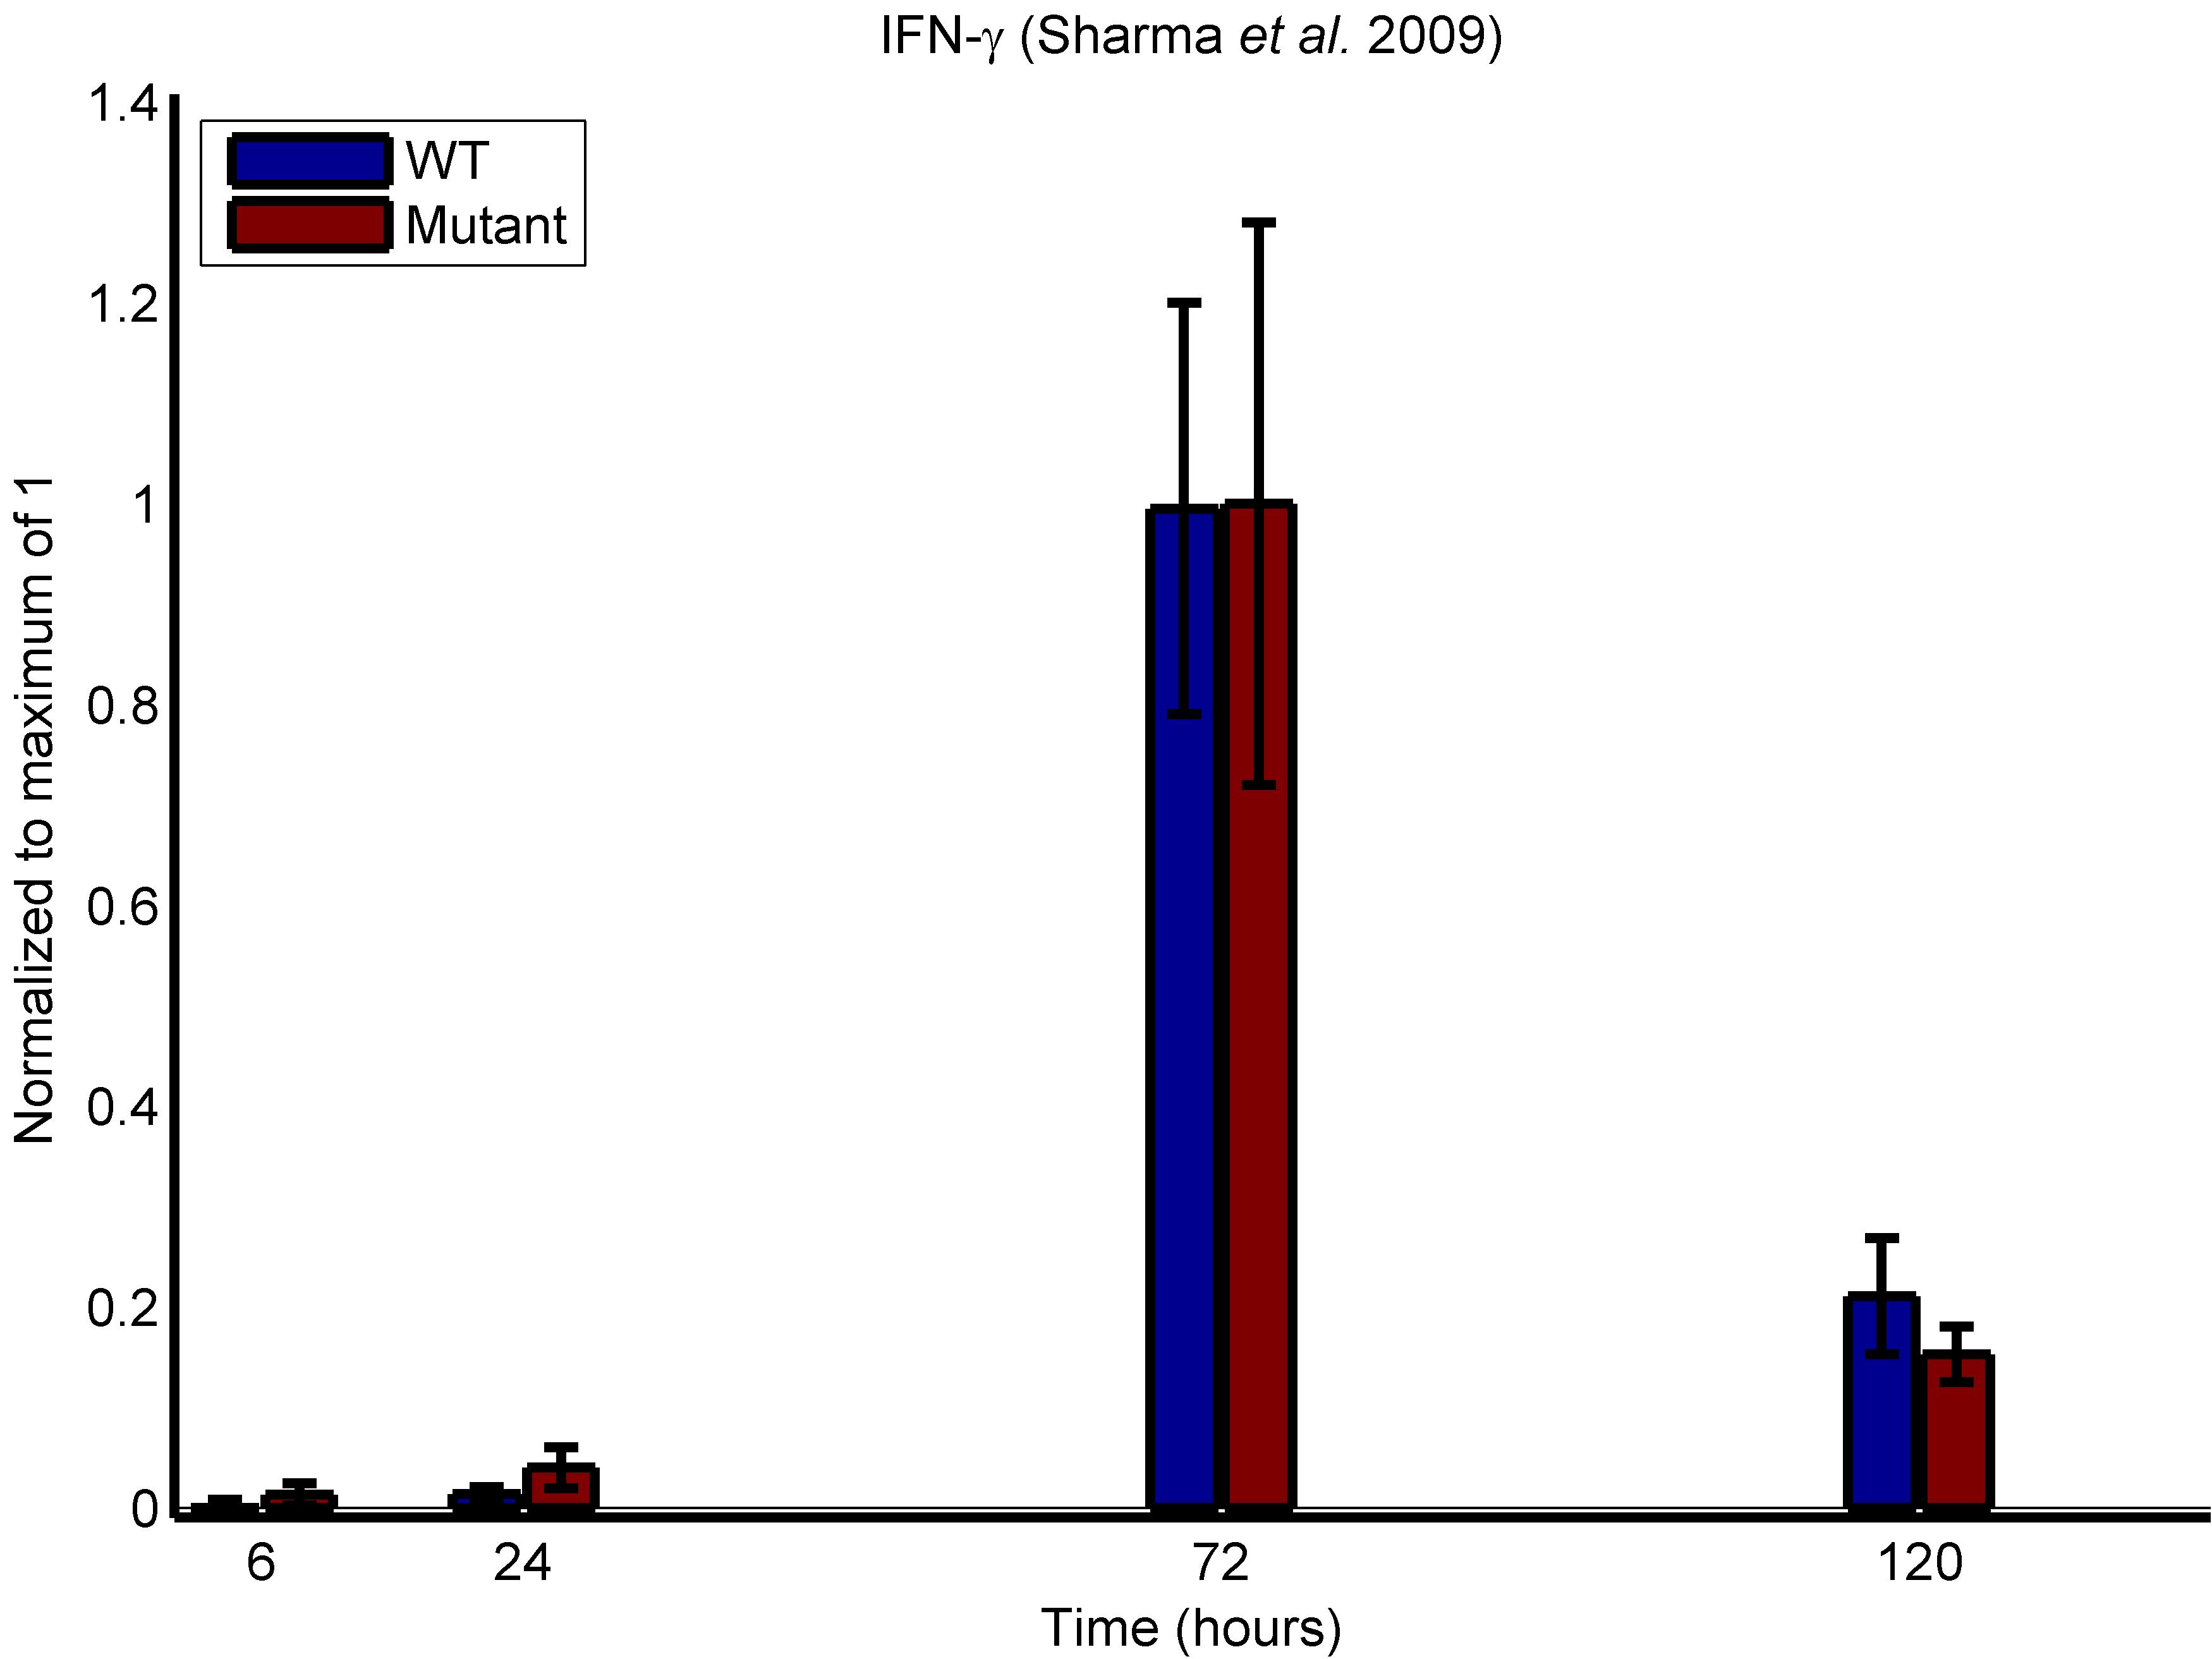 IFN-γ (Sharma et al. 2009)
1.4
1.2
1
0.8
0.6
0.4
0.2
0
Normalized to maximum of 1
WT
Mutant
6 24 72 120
Time (hours)